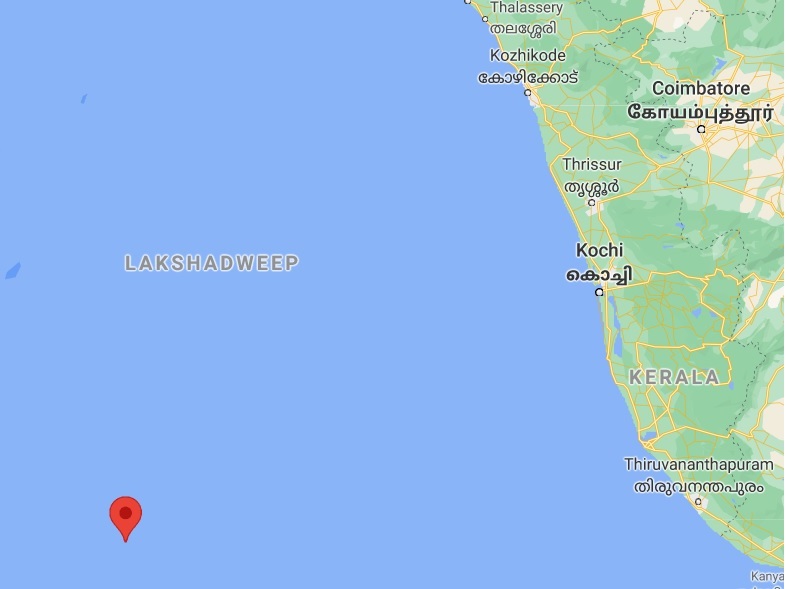 Thalassery
തലശ്ശേരി
Kozhikode
കോഴിക്കോട്
Coimbatore
கோயம்புத்தூர்
Thrissur
തൃശ്ശൂർ
LAKSHADWEEP
Kochi
കൊച്ചി
KERALA
Thiruvananthapuram
തിരുവനന്തപുരം
Kanya